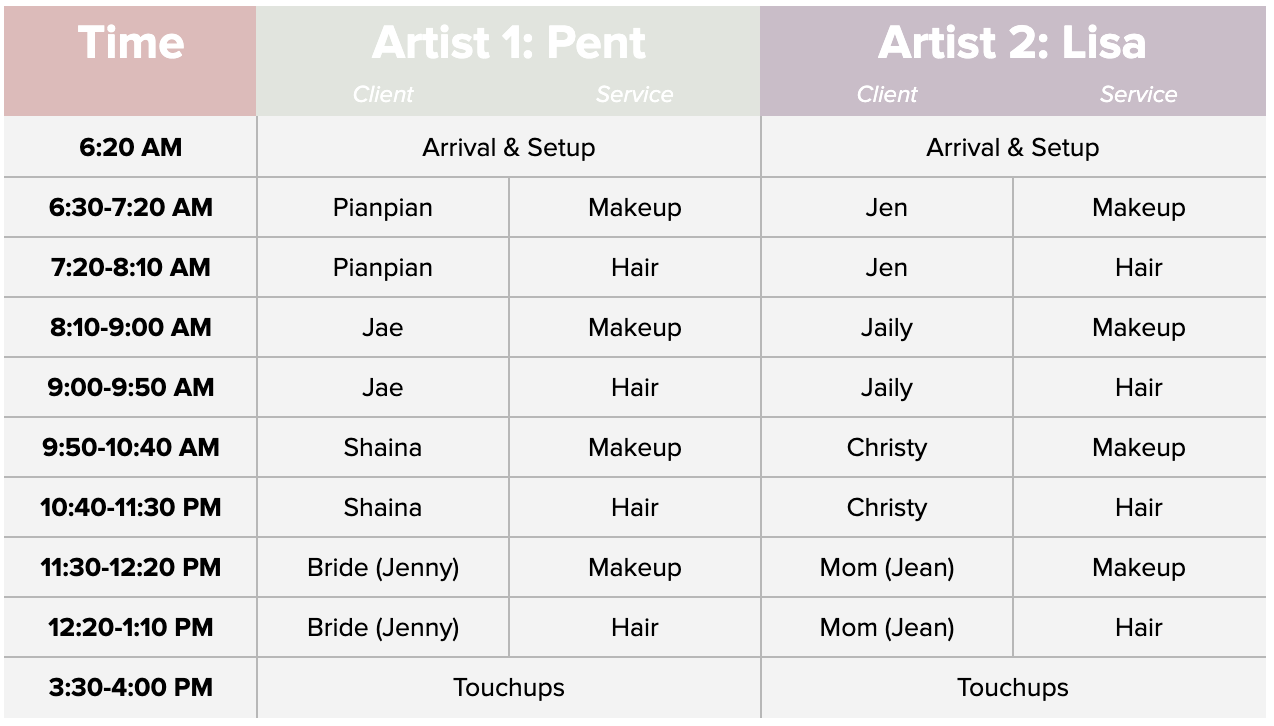 Time Artist 1: Pent Artist 2: Lisa
Client Service Client Service
6:20 AM Arrival & Setup Arrival & Setup
6:30-7:20 AM Pianpian Makeup Jen Makeup
7:20-8:10 AM Pianpian Hair Jen Hair
8:10-9:00 AM Jae Makeup Jaily Makeup
9:00-9:50 AM Jae Hair Jaily Hair
9:50-10:40 AM Shaina Makeup Christy Makeup
10:40-11:30 PM Shaina Hair Christy Hair
11:30-12:20 PM Bride (Jenny) Makeup Mom (Jean) Makeup
12:20-1:10 PM Bride (Jenny) Hair Mom (Jean) Hair
3:30-4:00 PM Touchups Touchups